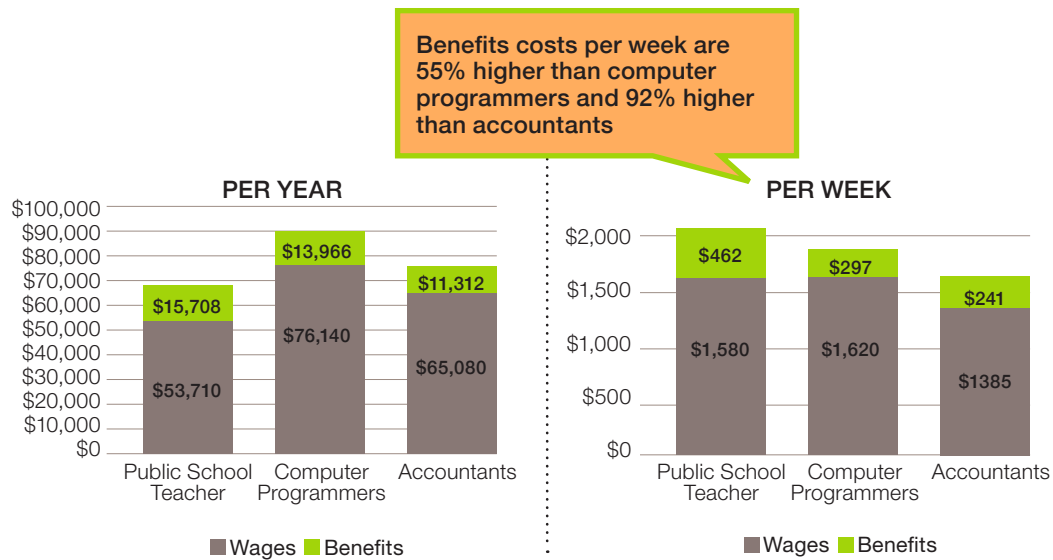 Benefits costs per week are
55% higher than computer
programmers and 92% higher
than accountants
PER YEAR
$100,000
$90,000
$80,000
$70,000
$60,000
$50,000
$40,000
$30,000
$20,000
$10,000
$0
$15,708
$53,710
$13,966
$76,140
$11,312
$65,080
Public School
Teacher
Computer
Programmers
Accountants
Wages
Benefits
PER WEEK
$2,000
$1,500
$1,000
$500
$0
$462
$1,580
$297
$1,620
$241
$1385
Public School
Teacher
Computer
Programmers
Accountants
Wages
Benefits